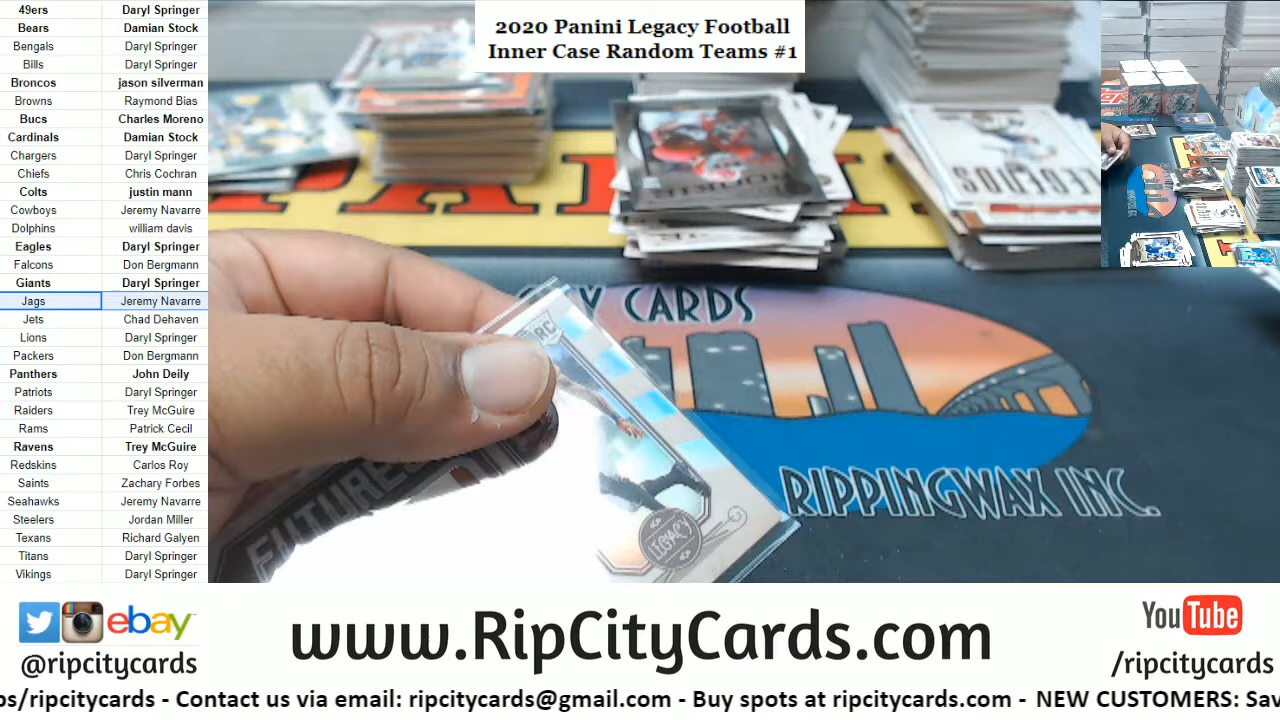 2020 Panini Legacy Football
Inner Case Random Teams #1
49ers Daryl Springer
Bears Damian Stock
Bengals Daryl Springer
Bills Daryl Springer
Broncos jason silverman
Browns Raymond Bias
Bucs Charles Moreno
Cardinals Damian Stock
Chargers Daryl Springer
Chiefs Chris Cochran
Colts justin mann
Cowboys Jeremy Navarre
Dolphins william davis
Eagles Daryl Springer
Falcons Don Bergmann
Giants Daryl Springer
Jags Jeremy Navarre
Jets Chad Dehaven
Lions Daryl Springer
Packers Don Bergmann
Panthers John Deily
Patriots Daryl Springer
Raiders Trey McGuire
Rams Patrick Cecil
Ravens Trey McGuire
Redskins Carlos Roy
Saints Zachary Forbes
Seahawks Jeremy Navarre
Steelers Jordan Miller
Texans Richard Galyen
Titans Daryl Springer
Vikings Daryl Springer
CARDS
RIPPINGWAX INC.
RC
FUTURES
LEGACY
ebay
@ripcitycards
www.RipCityCards.com
YouTube
/ripcitycards
os/ripcitycards - Contact us via email: ripcitycards@gmail.com - Buy spots at ripcitycards.com - NEW CUSTOMERS: Sav